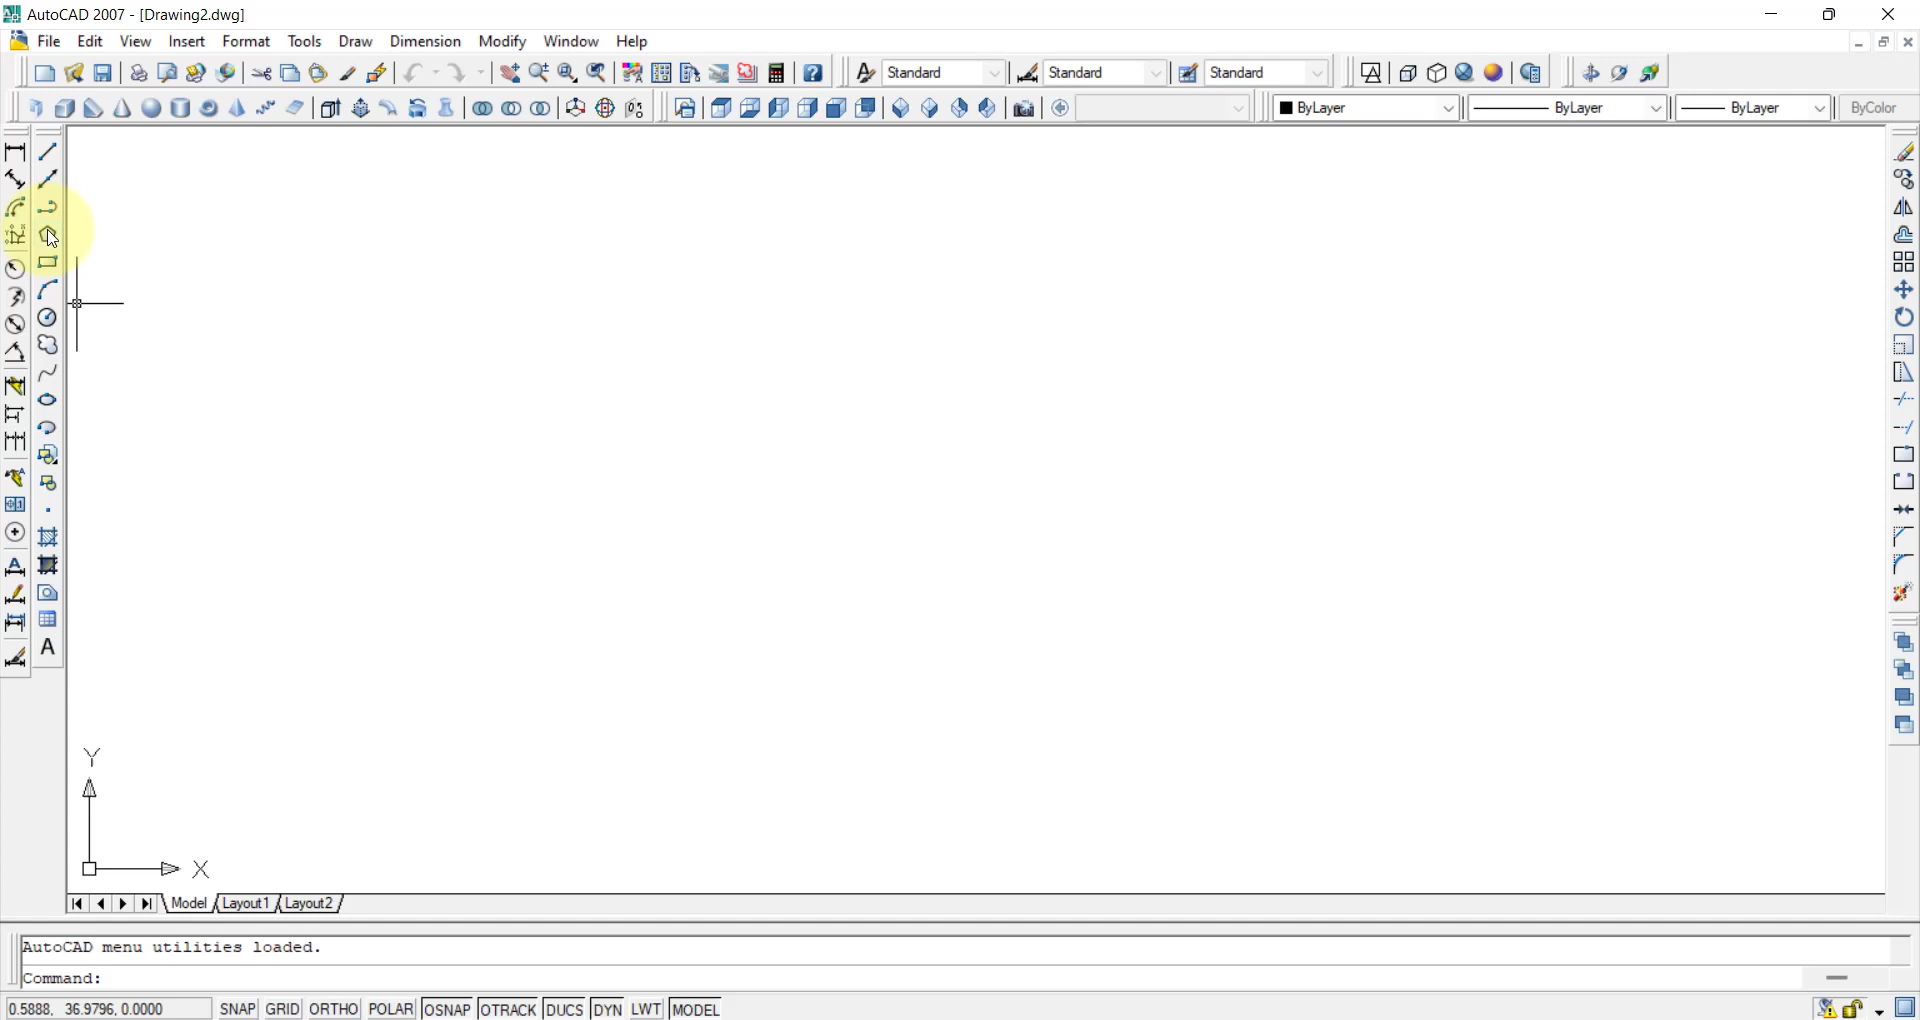 AutoCAD 2007 - [Drawing2.dwg]
File Edit View Insert Format Tools Draw Dimension Modify Window Help
Standard Standard Standard
ByLayer ByLayer ByLayer ByColor
A
Y
X
Model Layout1 Layout2
AutoCAD menu utilities loaded.
Command:
0.5888, 36.9796, 0.0000 SNAP GRID ORTHO POLAR OSNAP OTRACK DUCS DYN LWT MODEL